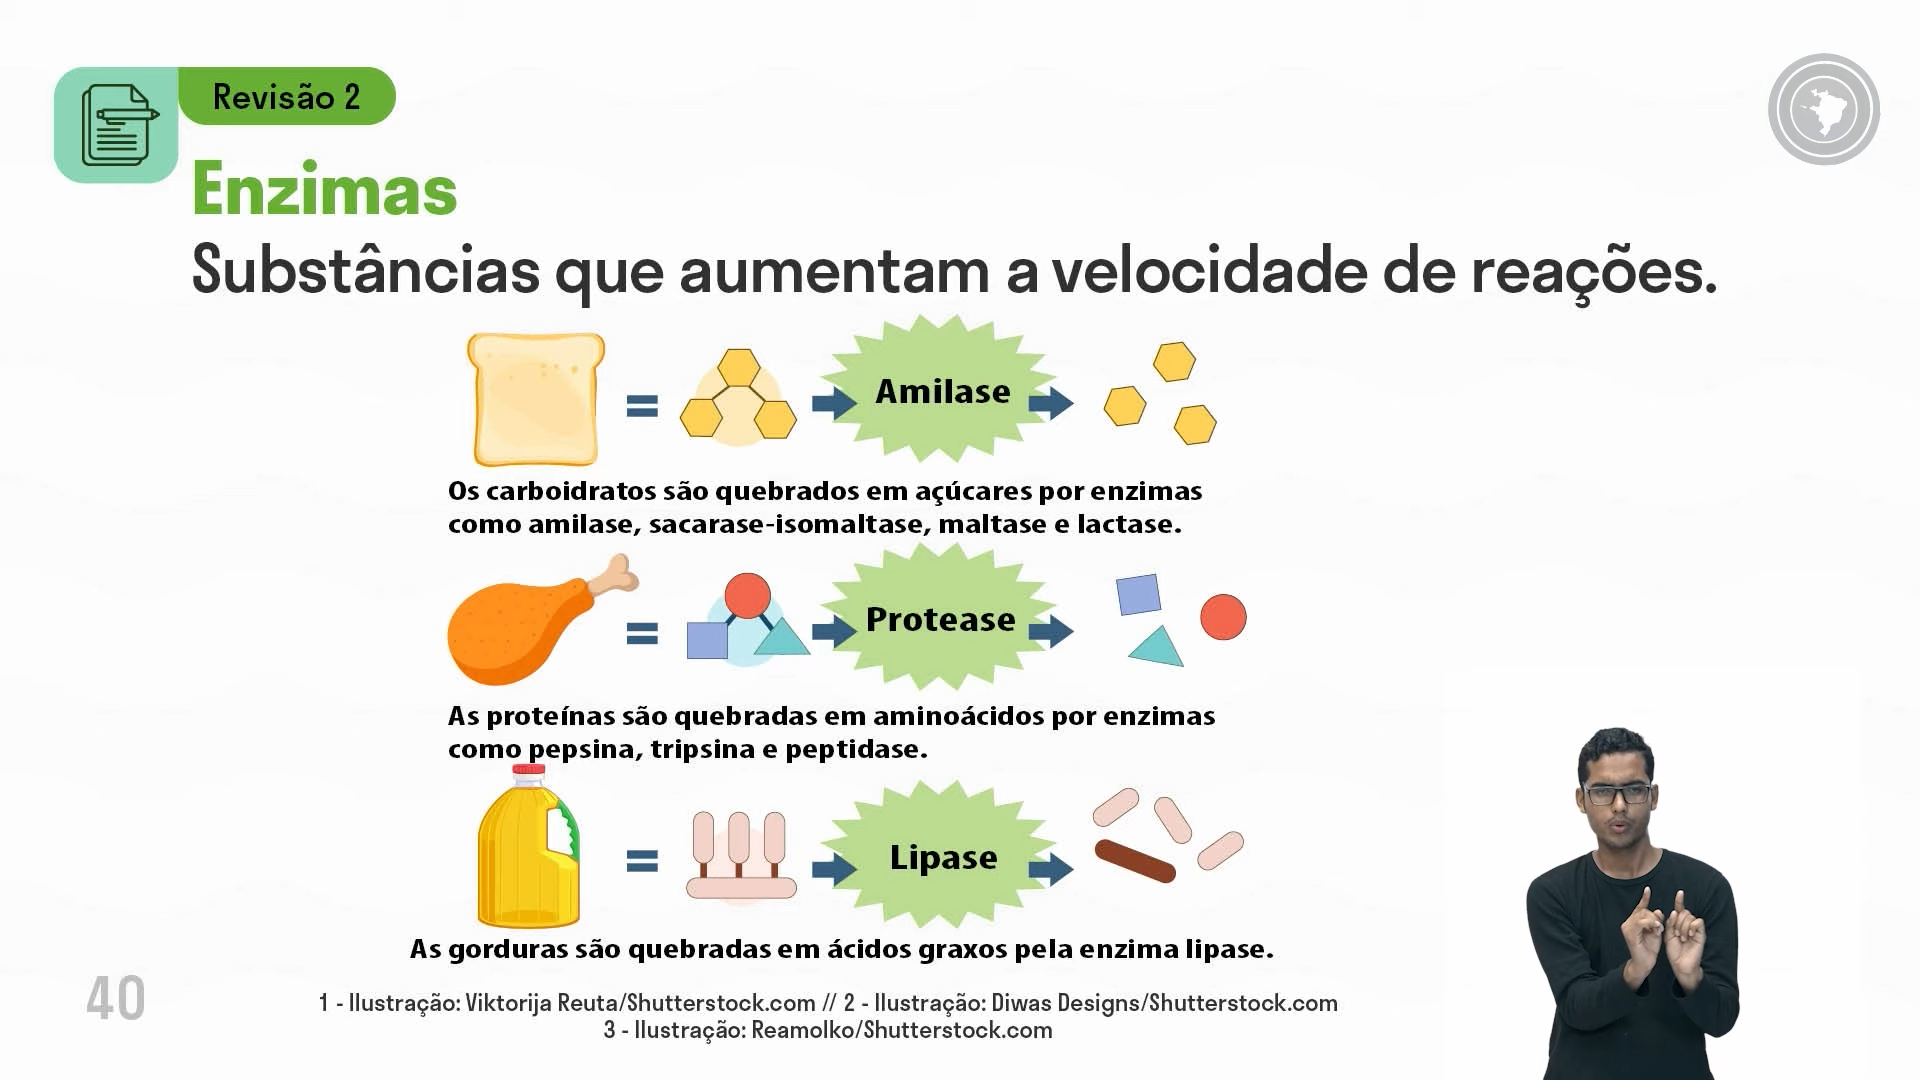 Revisão 2
Enzimas
Substâncias que aumentam a velocidade de reações.
Amilase
Os carboidratos são quebrados em açúcares por enzimas
como amilase, sacarase-isomaltase, maltase e lactase.
Protease
As proteínas são quebradas em aminoácidos por enzimas
como pepsina, tripsina e peptidase.
Lipase
As gorduras são quebradas em ácidos graxos pela enzima lipase.
40
1 - Ilustração: Viktorija Reuta/Shutterstock.com // 2 - Ilustração: Diwas Designs/Shutterstock.com
3 - Ilustração: Reamolko/Shutterstock.com